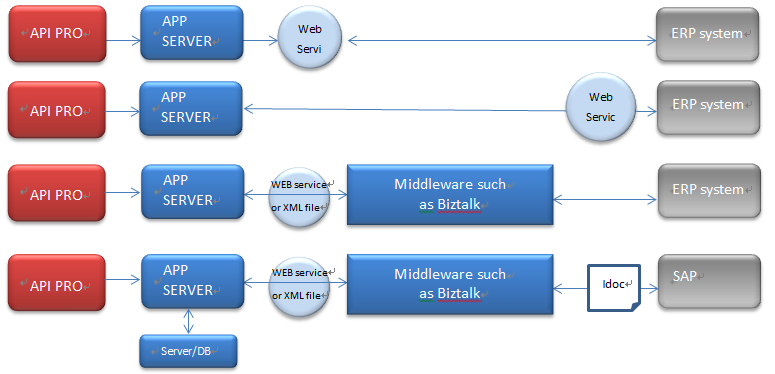 API PRO
APP
SERVER
Web
Servi
ERP system
API PRO
APP
SERVER
Web
Servic
ERP system
API PRO
APP
SERVER
WEB service
or XML file
Middleware such
as Biztalk
ERP system
API PRO
APP
SERVER
WEB service
or XML file
Middleware such
as Biztalk
Idoc
SAP
Server/DB